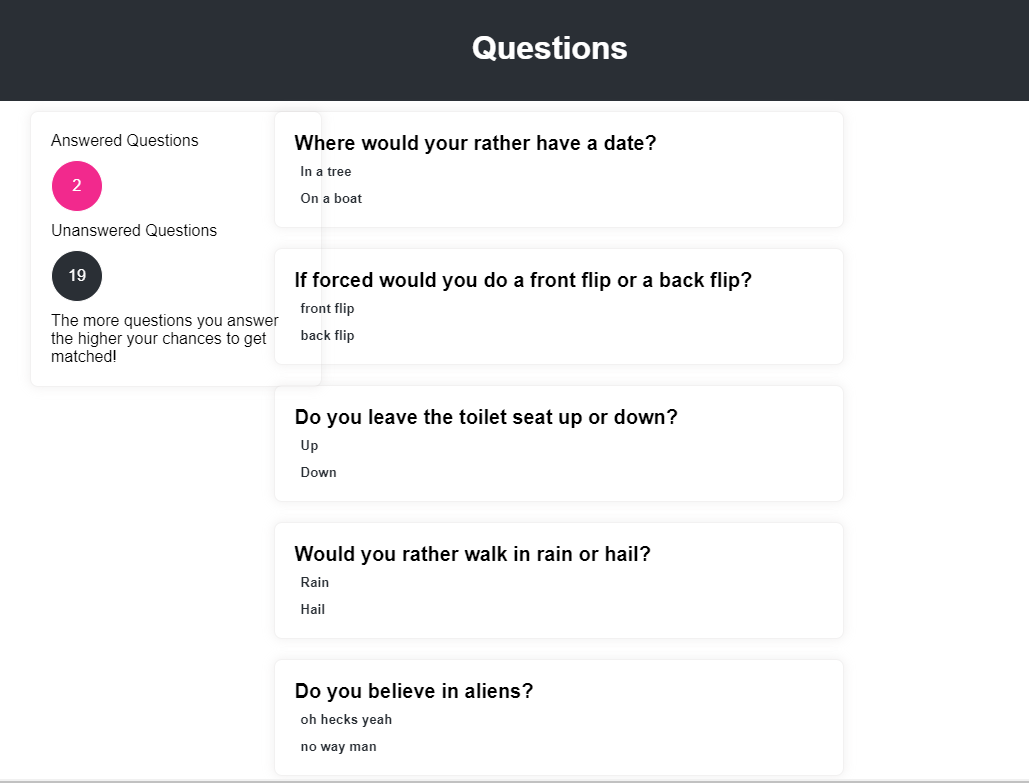 Questions
Answered Questions
2
Unanswered Questions
19
The more questions you answer
the higher your chances to get
matched!
Where would your rather have a date?
In a tree
On a boat
If forced would you do a front flip or a back flip?
front flip
back flip
Do you leave the toilet seat up or down?
Up
Down
Would you rather walk in rain or hail?
Rain
Hail
Do you believe in aliens?
oh hecks yeah
no way man